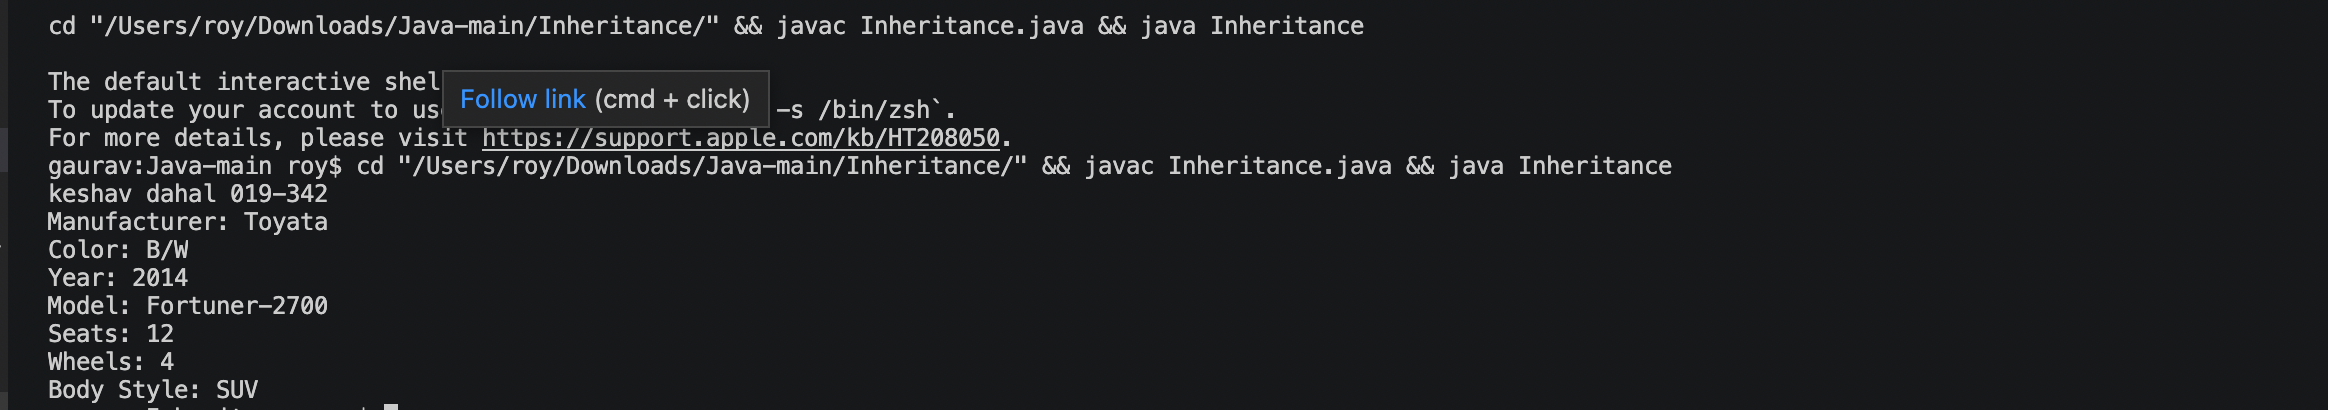 cd "/Users/roy/Downloads/Java-main/Inheritance/" && javac Inheritance.java && java Inheritance
The default interactive shel
Follow link (cmd + click)
To update your account to us -s /bin/zsh`.
For more details, please visit https://support.apple.com/kb/HT208050.
gaurav:Java-main roy$ cd "/Users/roy/Downloads/Java-main/Inheritance/" && javac Inheritance.java && java Inheritance
keshav dahal 019-342
Manufacturer: Toyata
Color: B/W
Year: 2014
Model: Fortuner-2700
Seats: 12
Wheels: 4
Body Style: SUV